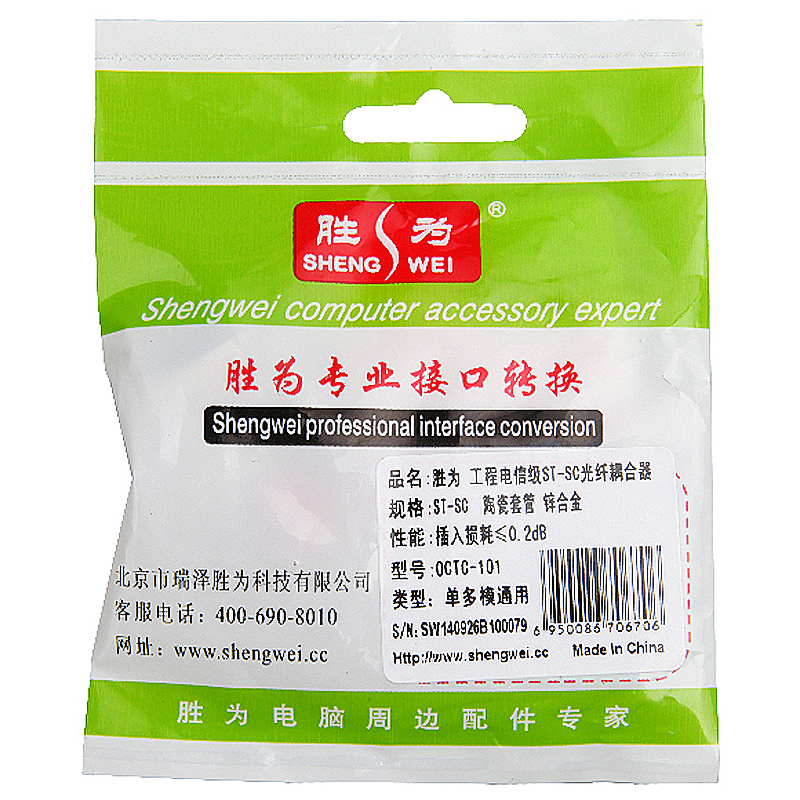 胜为
SHENG WEI
®
Shengwei computer accessory expert
胜为专业接口转换
Shengwei professional interface conversion
品名:胜为 工程电信级ST-SC光纤耦合器
规格:ST-SC 陶瓷套管 锌合金
性能:插入损耗≤0.2dB
型号:OCTC-101
类型: 单多模通用
S/N:SW140926B100079
6 950086 706706
Http://www.shengwei.cc Made In China
北京市瑞泽胜为科技有限公司
客服电话:400-690-8010
网址:www.shengwei.cc
胜为电脑周边配件专家